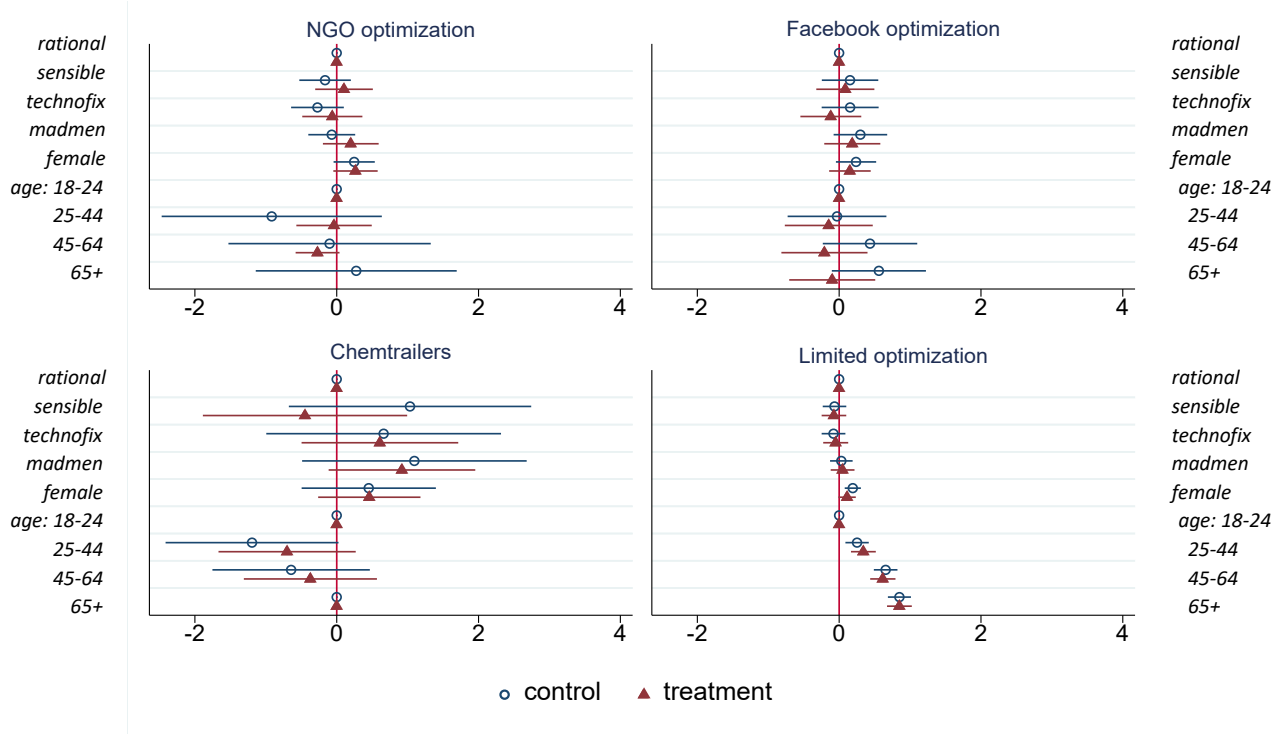 NGO optimization
Facebook optimization
rational
sensible
technofix
madmen
female
age: 18-24
25-44
45-64
65+
-2 0 2 4
-2 0 2 4
rational
sensible
technofix
madmen
female
age: 18-24
25-44
45-64
65+
Chemtrailers
Limited optimization
rational
sensible
technofix
madmen
female
age: 18-24
25-44
45-64
65+
-2 0 2 4
-2 0 2 4
rational
sensible
technofix
madmen
female
age: 18-24
25-44
45-64
65+
control treatment